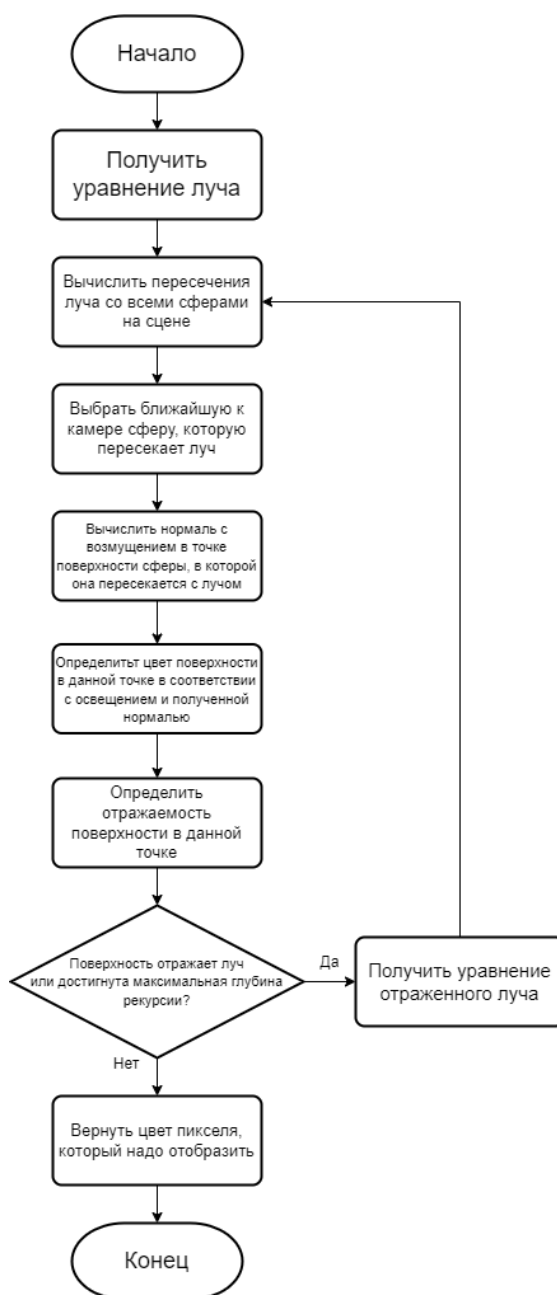 Начало
Получить
уравнение луча
Вычислить пересечения
луча со всеми сферами
на сцене
Выбрать ближайшую к
камере сферу, которую
пересекает луч
Вычислить нормаль с
возмущением в точке
поверхности сферы, в которой
она пересекается с лучом
Определитьт цвет поверхности
в данной точке в соответствии
с освещением и полученной
нормалью
Определить
отражаемость
поверхности в данной
точке
Поверхность отражает луч
или достигнута максимальная глубина
рекурсии?
Да
Получить уравнение
отраженного луча
Нет
Вернуть цвет пикселя,
который надо отобразить
Конец